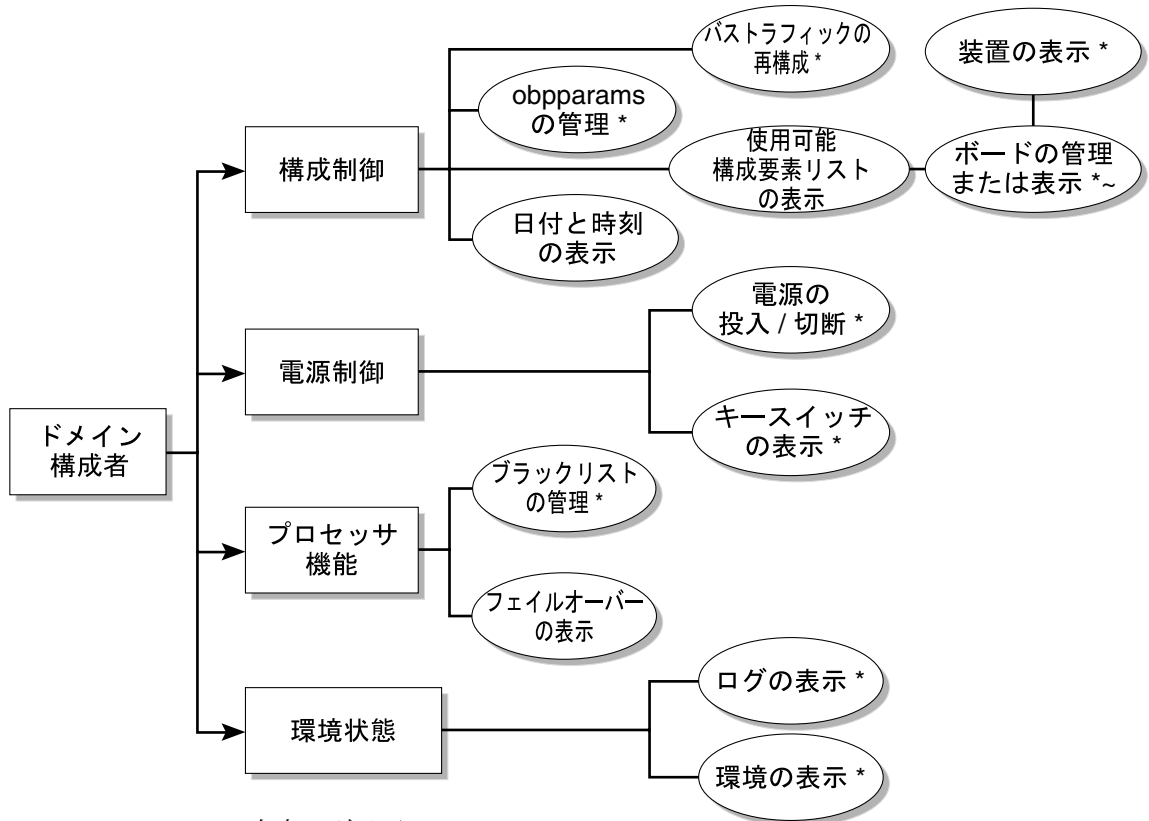 ドメイン
構成者
構成制御
バストラフィックの
再構成 *
obpparams
の管理 *
使用可能
構成要素リスト
の表示
装置の表示 *
ボードの管理
または表示 *~
日付と時刻
の表示
電源制御
電源の
投入 / 切断 *
キースイッチ
の表示 *
プロセッサ
機能
ブラックリスト
の管理 *
フェイルオーバー
の表示
環境状態
ログの表示 *
環境の表示 *